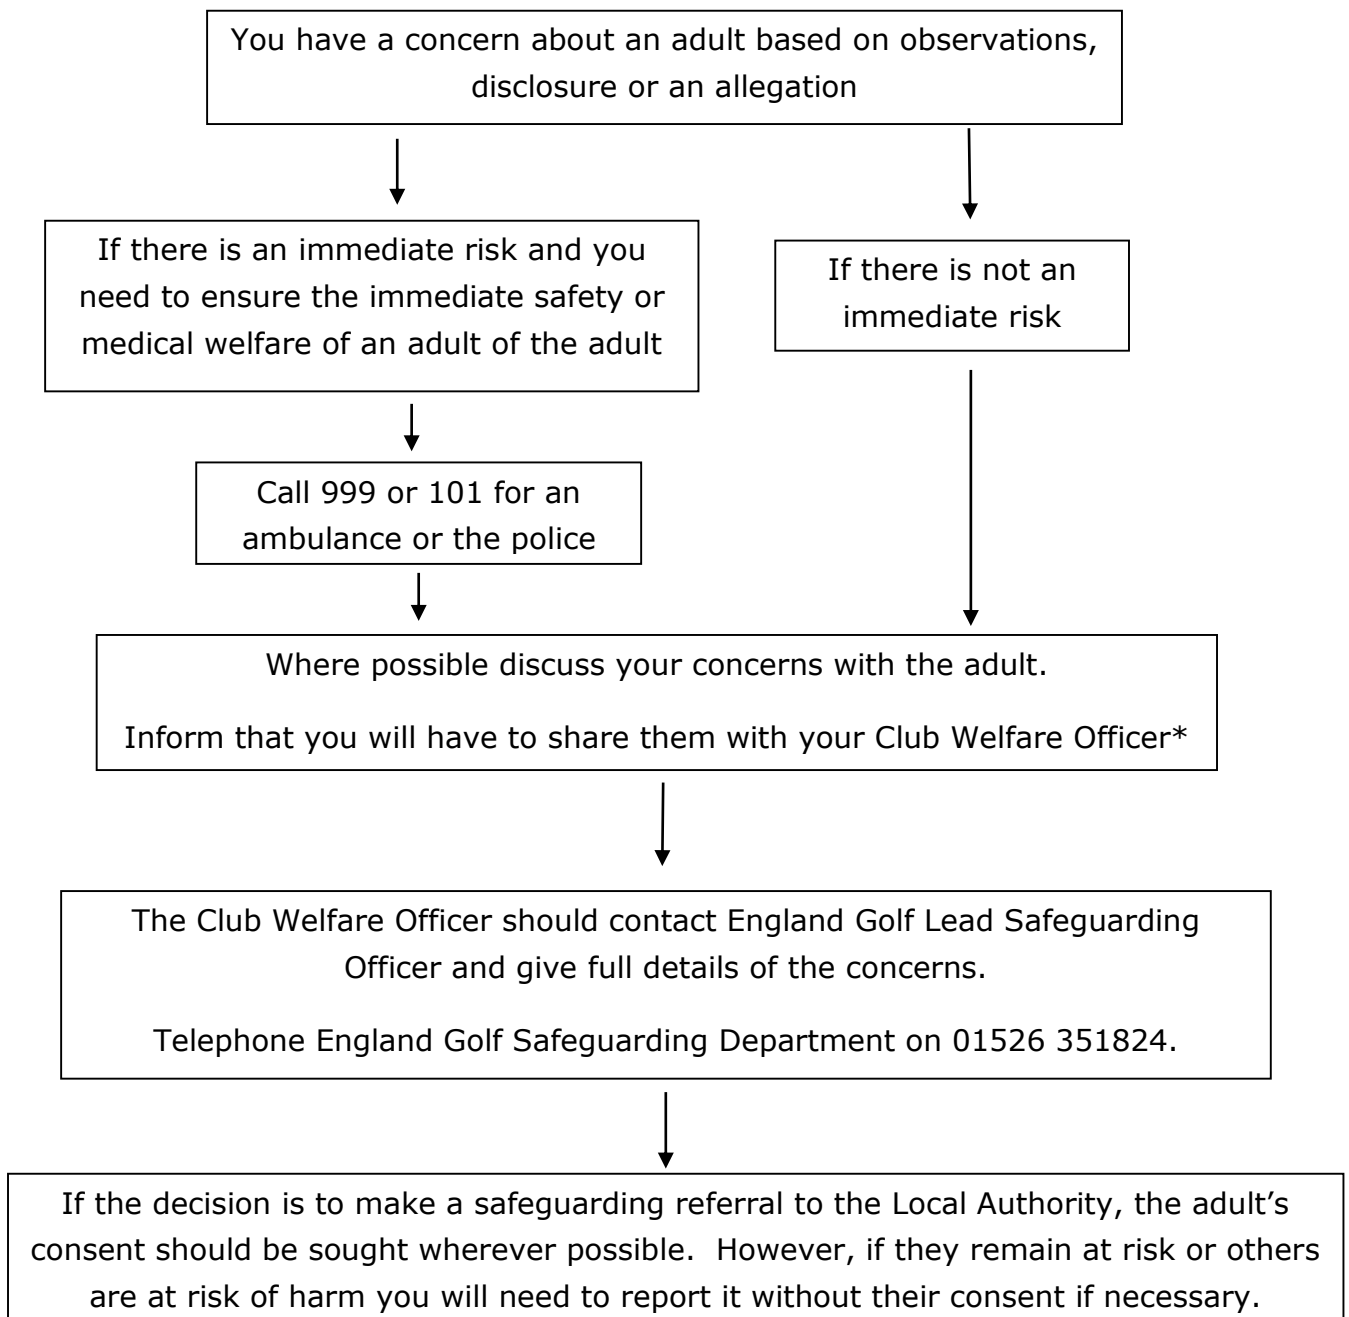 You have a concern about an adult based on observations,
disclosure or an allegation
If there is an immediate risk and you
need to ensure the immediate safety or
medical welfare of an adult of the adult
If there is not an
immediate risk
Call 999 or 101 for an
ambulance or the police
Where possible discuss your concerns with the adult.
Inform that you will have to share them with your Club Welfare Officer*
The Club Welfare Officer should contact England Golf Lead Safeguarding
Officer and give full details of the concerns.
Telephone England Golf Safeguarding Department on 01526 351824.
If the decision is to make a safeguarding referral to the Local Authority, the adult’s
consent should be sought wherever possible.  However, if they remain at risk or others
are at risk of harm you will need to report it without their consent if necessary.